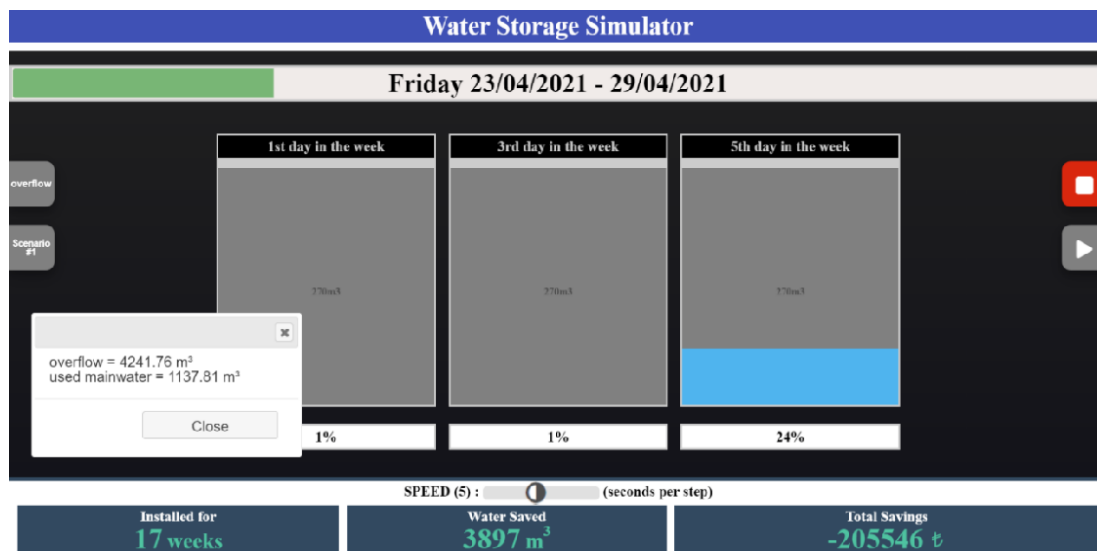 Water Storage Simulator
Friday 23/04/2021 - 29/04/2021
1st day in the week
3rd day in the week
5th day in the week
overflow
Scenario
#1
270m3
270m3
270m3
overflow = 4241.76 m³
used mainwater = 1137.81 m³
Close
1%
1%
24%
SPEED (5) :
(seconds per step)
Installed for
17 weeks
Water Saved
3897 m³
Total Savings
-205546 ₺